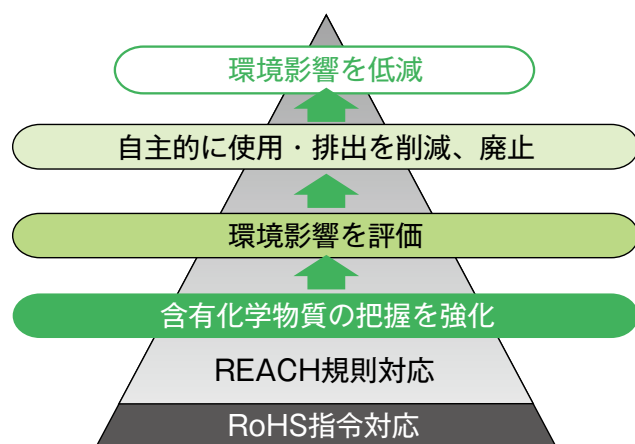 環境影響を低減
自主的に使用・排出を削減、廃止
環境影響を評価
含有化学物質の把握を強化
REACH規則対応
RoHS指令対応